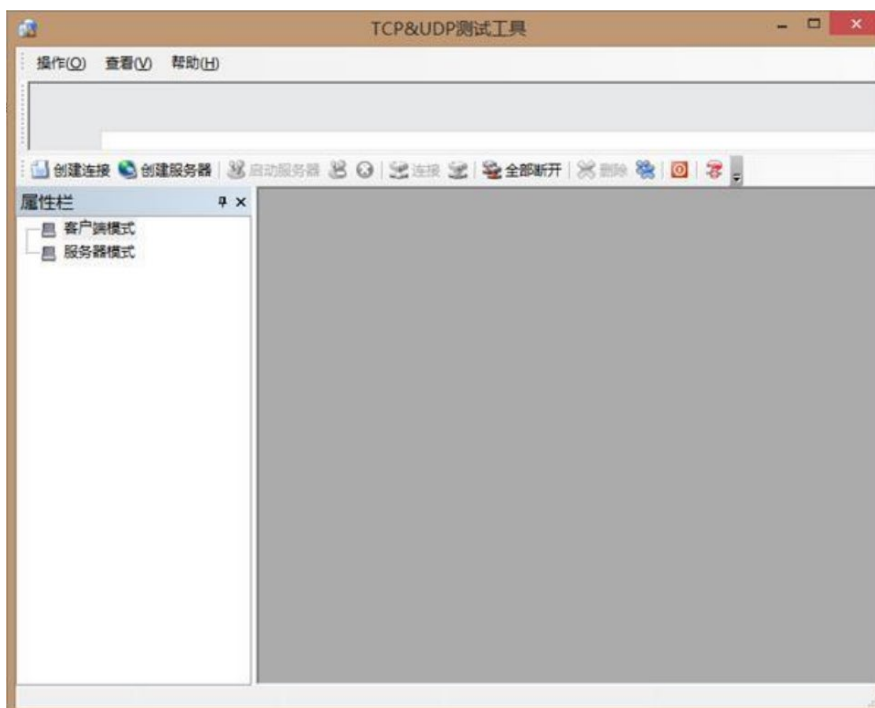 TCP&UDP测试工具
操作(O) 查看(V) 帮助(H)
创建连接 创建服务器 启动服务器 连接 全部断开 删除
属性栏
客户端模式
服务器模式